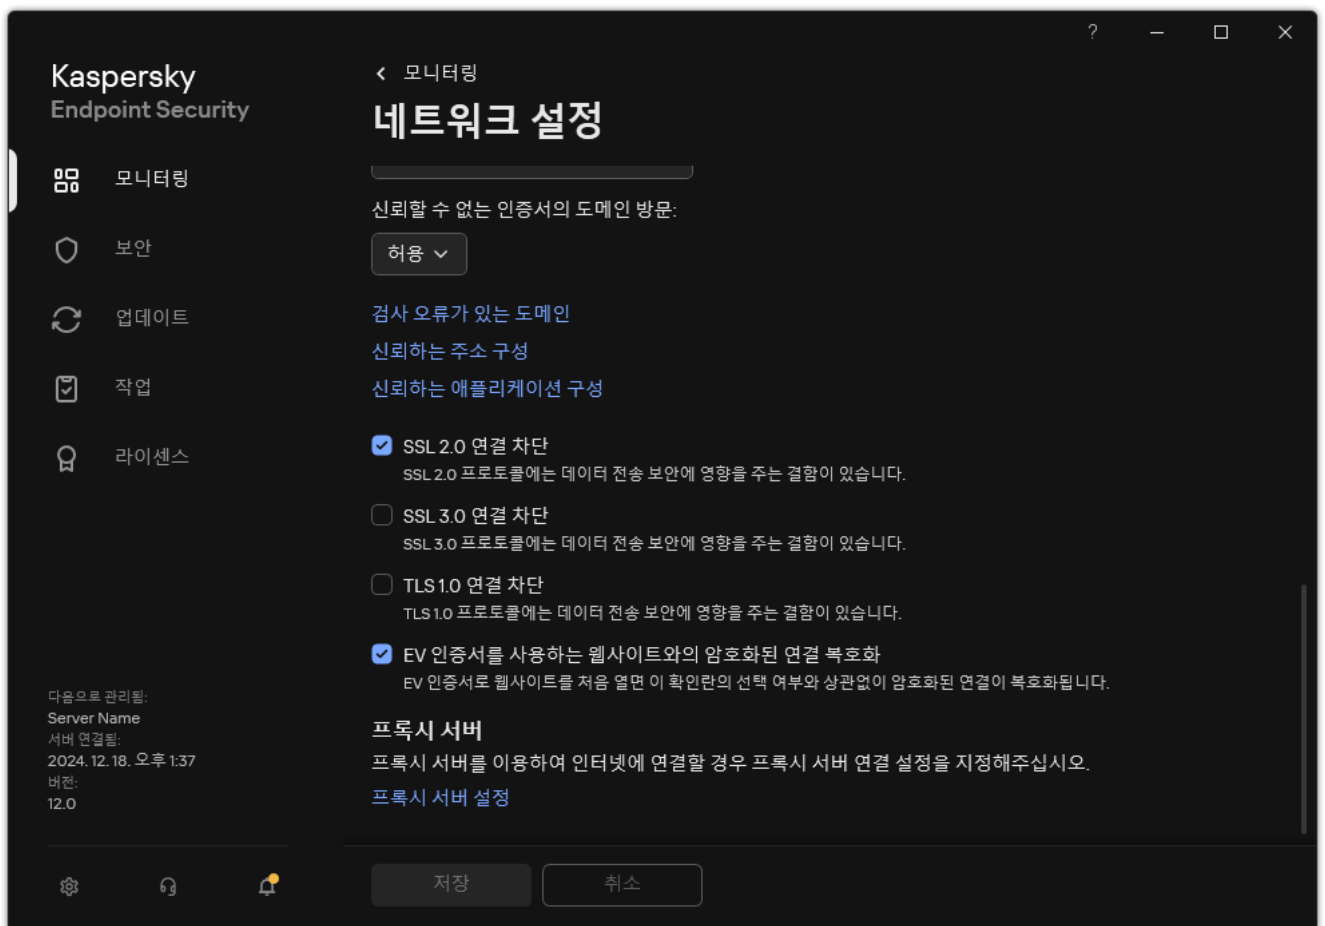 ?
Kaspersky
Endpoint Security
모니터링
보안
업데이트
작업
라이센스
다음으로 관리됨:
Server Name
서버 연결됨:
2024. 12. 18. 오후 1:37
버전:
12.0
모니터링
네트워크 설정
신뢰할 수 없는 인증서의 도메인 방문:
허용
검사 오류가 있는 도메인
신뢰하는 주소 구성
신뢰하는 애플리케이션 구성
SSL 2.0 연결 차단
SSL 2.0 프로토콜에는 데이터 전송 보안에 영향을 주는 결함이 있습니다.
SSL 3.0 연결 차단
SSL 3.0 프로토콜에는 데이터 전송 보안에 영향을 주는 결함이 있습니다.
TLS 1.0 연결 차단
TLS 1.0 프로토콜에는 데이터 전송 보안에 영향을 주는 결함이 있습니다.
EV 인증서를 사용하는 웹사이트와의 암호화된 연결 복호화
EV 인증서로 웹사이트를 처음 열면 이 확인란의 선택 여부와 상관없이 암호화된 연결이 복호화됩니다.
프록시 서버
프록시 서버를 이용하여 인터넷에 연결할 경우 프록시 서버 연결 설정을 지정해주십시오.
프록시 서버 설정
저장
취소